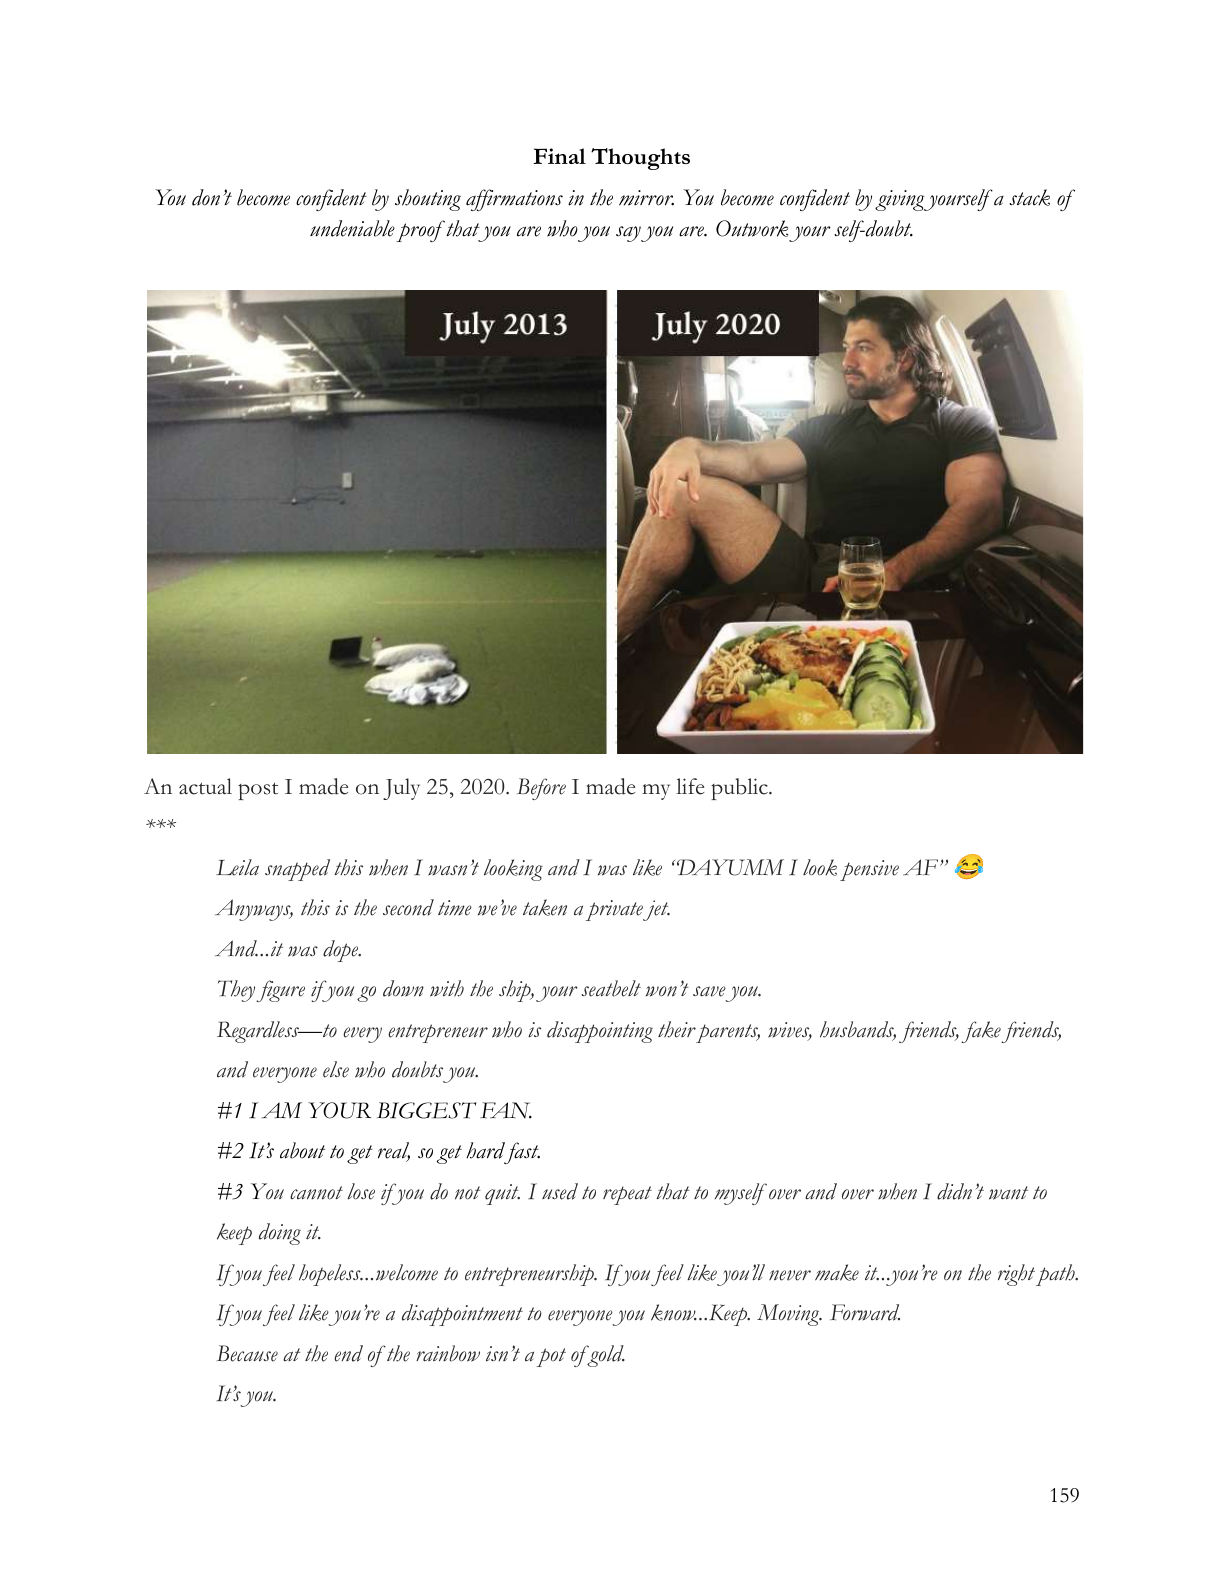 Final Thoughts
You don’t become confident by shouting affirmations in the mirror. You become confident by giving yourself a stack of
undeniable proof that you are who you say you are. Outwork your self-doubt.
July 2013
July 2020
An actual post I made on July 25, 2020. Before I made my life public.
***
Leila snapped this when I wasn’t looking and I was like “DAYUMM I look pensive AF” 😂
Anyways, this is the second time we’ve taken a private jet.
And...it was dope.
They figure if you go down with the ship, your seatbelt won’t save you.
Regardless—to every entrepreneur who is disappointing their parents, wives, husbands, friends, fake friends,
and everyone else who doubts you.
#1 I AM YOUR BIGGEST FAN.
#2 It’s about to get real, so get hard fast.
#3 You cannot lose if you do not quit. I used to repeat that to myself over and over when I didn’t want to
keep doing it.
If you feel hopeless...welcome to entrepreneurship. If you feel like you’ll never make it...you’re on the right path.
If you feel like you’re a disappointment to everyone you know...Keep. Moving. Forward.
Because at the end of the rainbow isn’t a pot of gold.
It’s you.
159